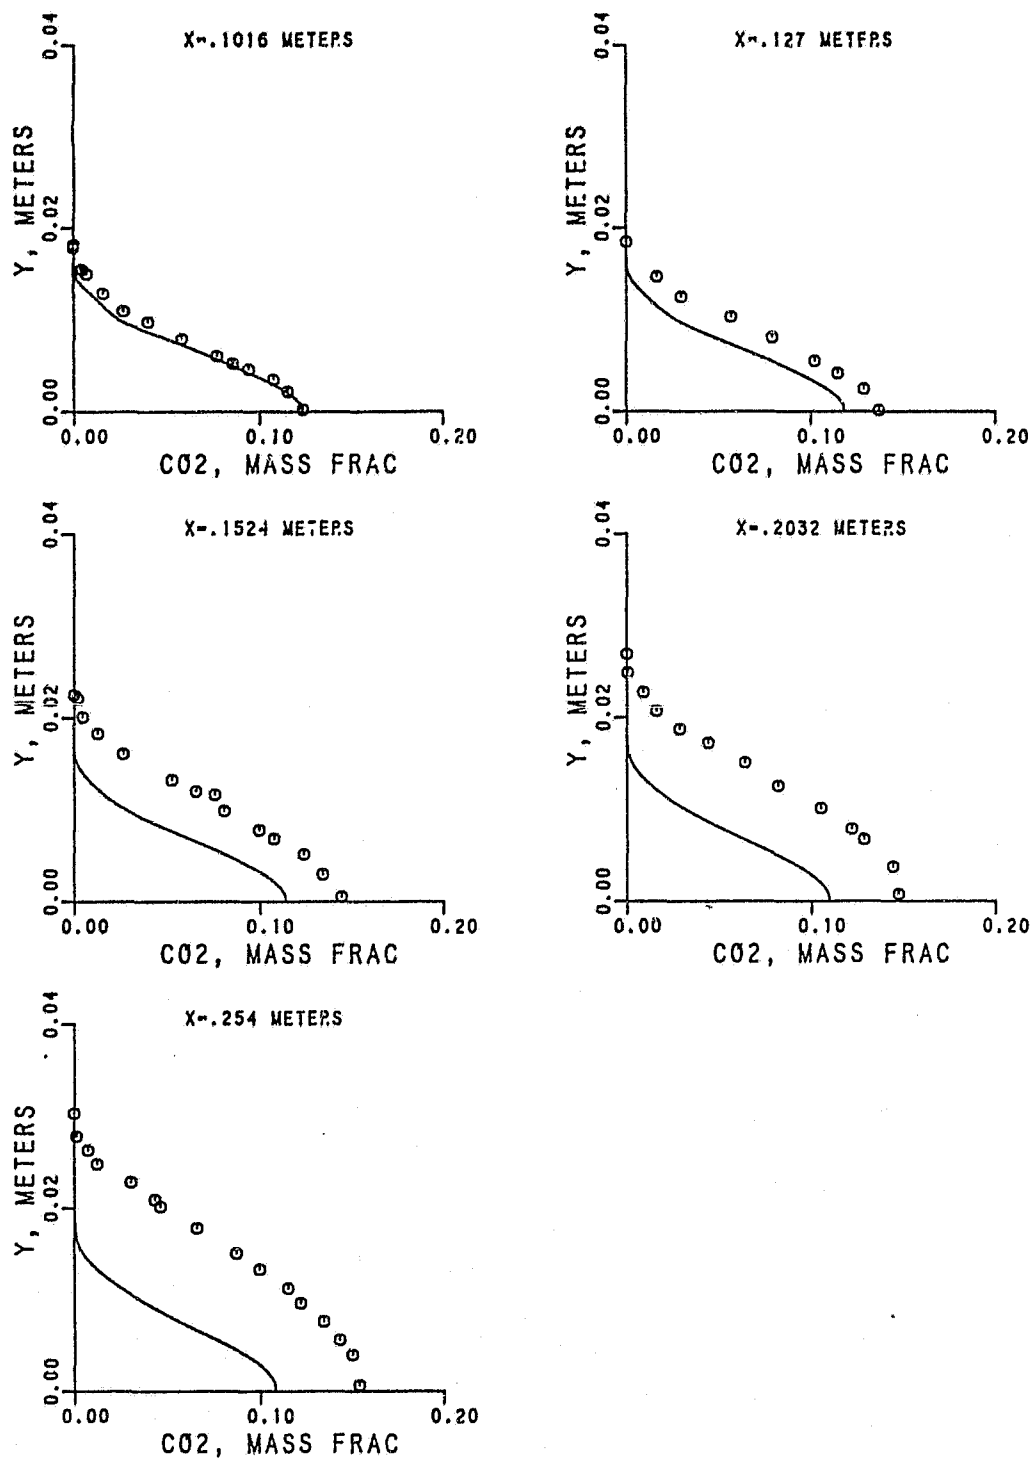 X=.1016 METERS
0.04
0.02
0.00
Y, METERS
0.00 0.10 0.20
CO2, MASS FRAC
X=.127 METERS
0.04
0.02
0.00
Y, METERS
0.00 0.10 0.20
CO2, MASS FRAC
X=.1524 METERS
0.04
0.02
0.00
Y, METERS
0.00 0.10 0.20
CO2, MASS FRAC
X=.2032 METERS
0.04
0.02
0.00
Y, METERS
0.00 0.10 0.20
CO2, MASS FRAC
X=.254 METERS
0.04
0.02
0.00
Y, METERS
0.00 0.10 0.20
CO2, MASS FRAC